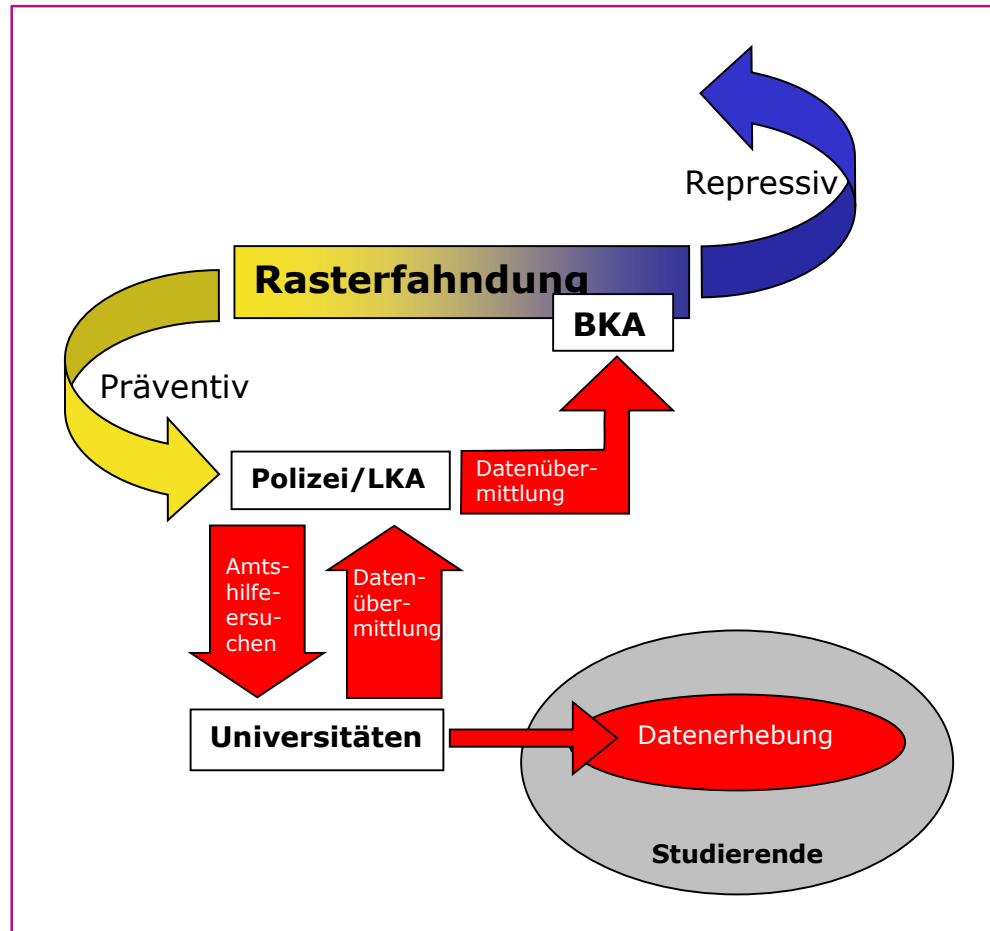 Repressiv
Rasterfahndung
BKA
Präventiv
Polizei/LKA
Datenüber-
mittlung
Amts-
hilfe-
ersu-
chen
Daten-
über-
mittlung
Universitäten
Datenerhebung
Studierende